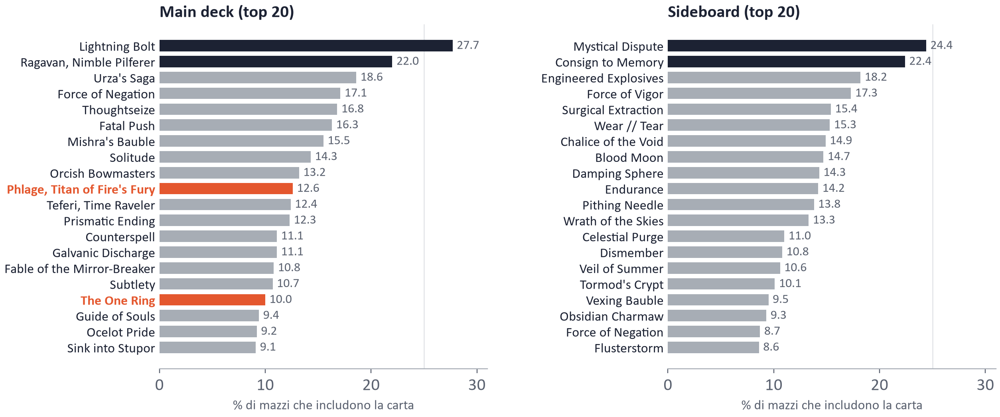 Main deck (top 20)
Lightning Bolt 27.7
Ragavan, Nimble Pilferer 22.0
Urza's Saga 18.6
Force of Negation 17.1
Thoughtseize 16.8
Fatal Push 16.3
Mishra's Bauble 15.5
Solitude 14.3
Orcish Bowmasters 13.2
Phlage, Titan of Fire's Fury 12.6
Teferi, Time Raveler 12.4
Prismatic Ending 12.3
Counterspell 11.1
Galvanic Discharge 11.1
Fable of the Mirror-Breaker 10.8
Subtlety 10.7
The One Ring 10.0
Guide of Souls 9.4
Ocelot Pride 9.2
Sink into Stupor 9.1
0 10 20 30
% di mazzi che includono la carta
Sideboard (top 20)
Mystical Dispute 24.4
Consign to Memory 22.4
Engineered Explosives 18.2
Force of Vigor 17.3
Surgical Extraction 15.4
Wear // Tear 15.3
Chalice of the Void 14.9
Blood Moon 14.7
Damping Sphere 14.3
Endurance 14.2
Pithing Needle 13.8
Wrath of the Skies 13.3
Celestial Purge 11.0
Dismember 10.8
Veil of Summer 10.6
Tormod's Crypt 10.1
Vexing Bauble 9.5
Obsidian Charmaw 9.3
Force of Negation 8.7
Flusterstorm 8.6
0 10 20 30
% di mazzi che includono la carta